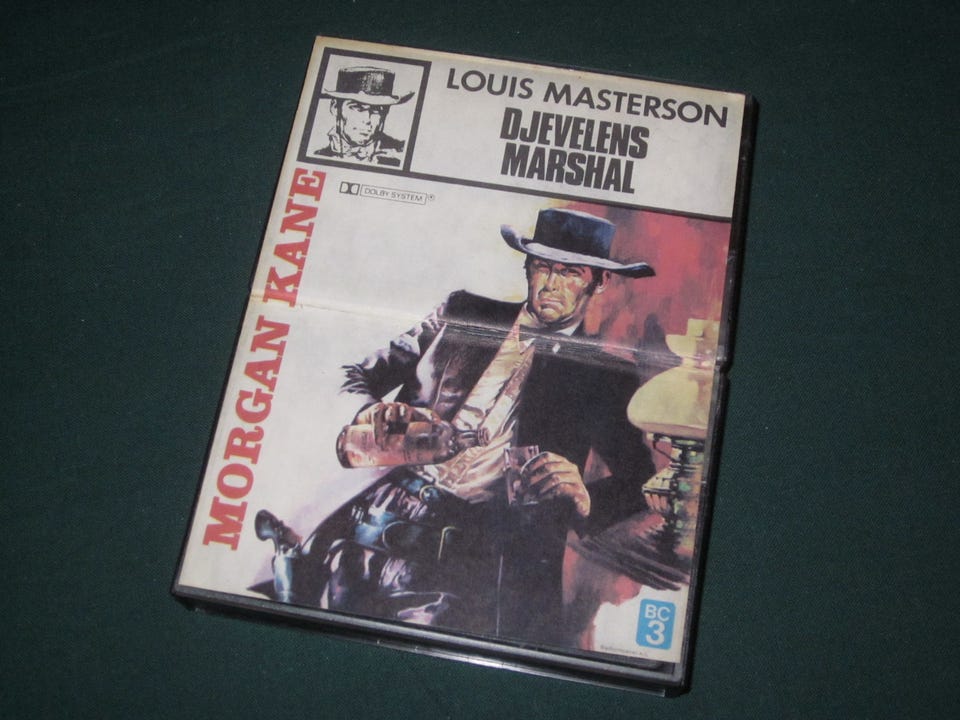 LOUIS MASTERSON
DJEVELENS
MARSHAL
DOLBY SYSTEM®
MORGAN KANE
BC
3